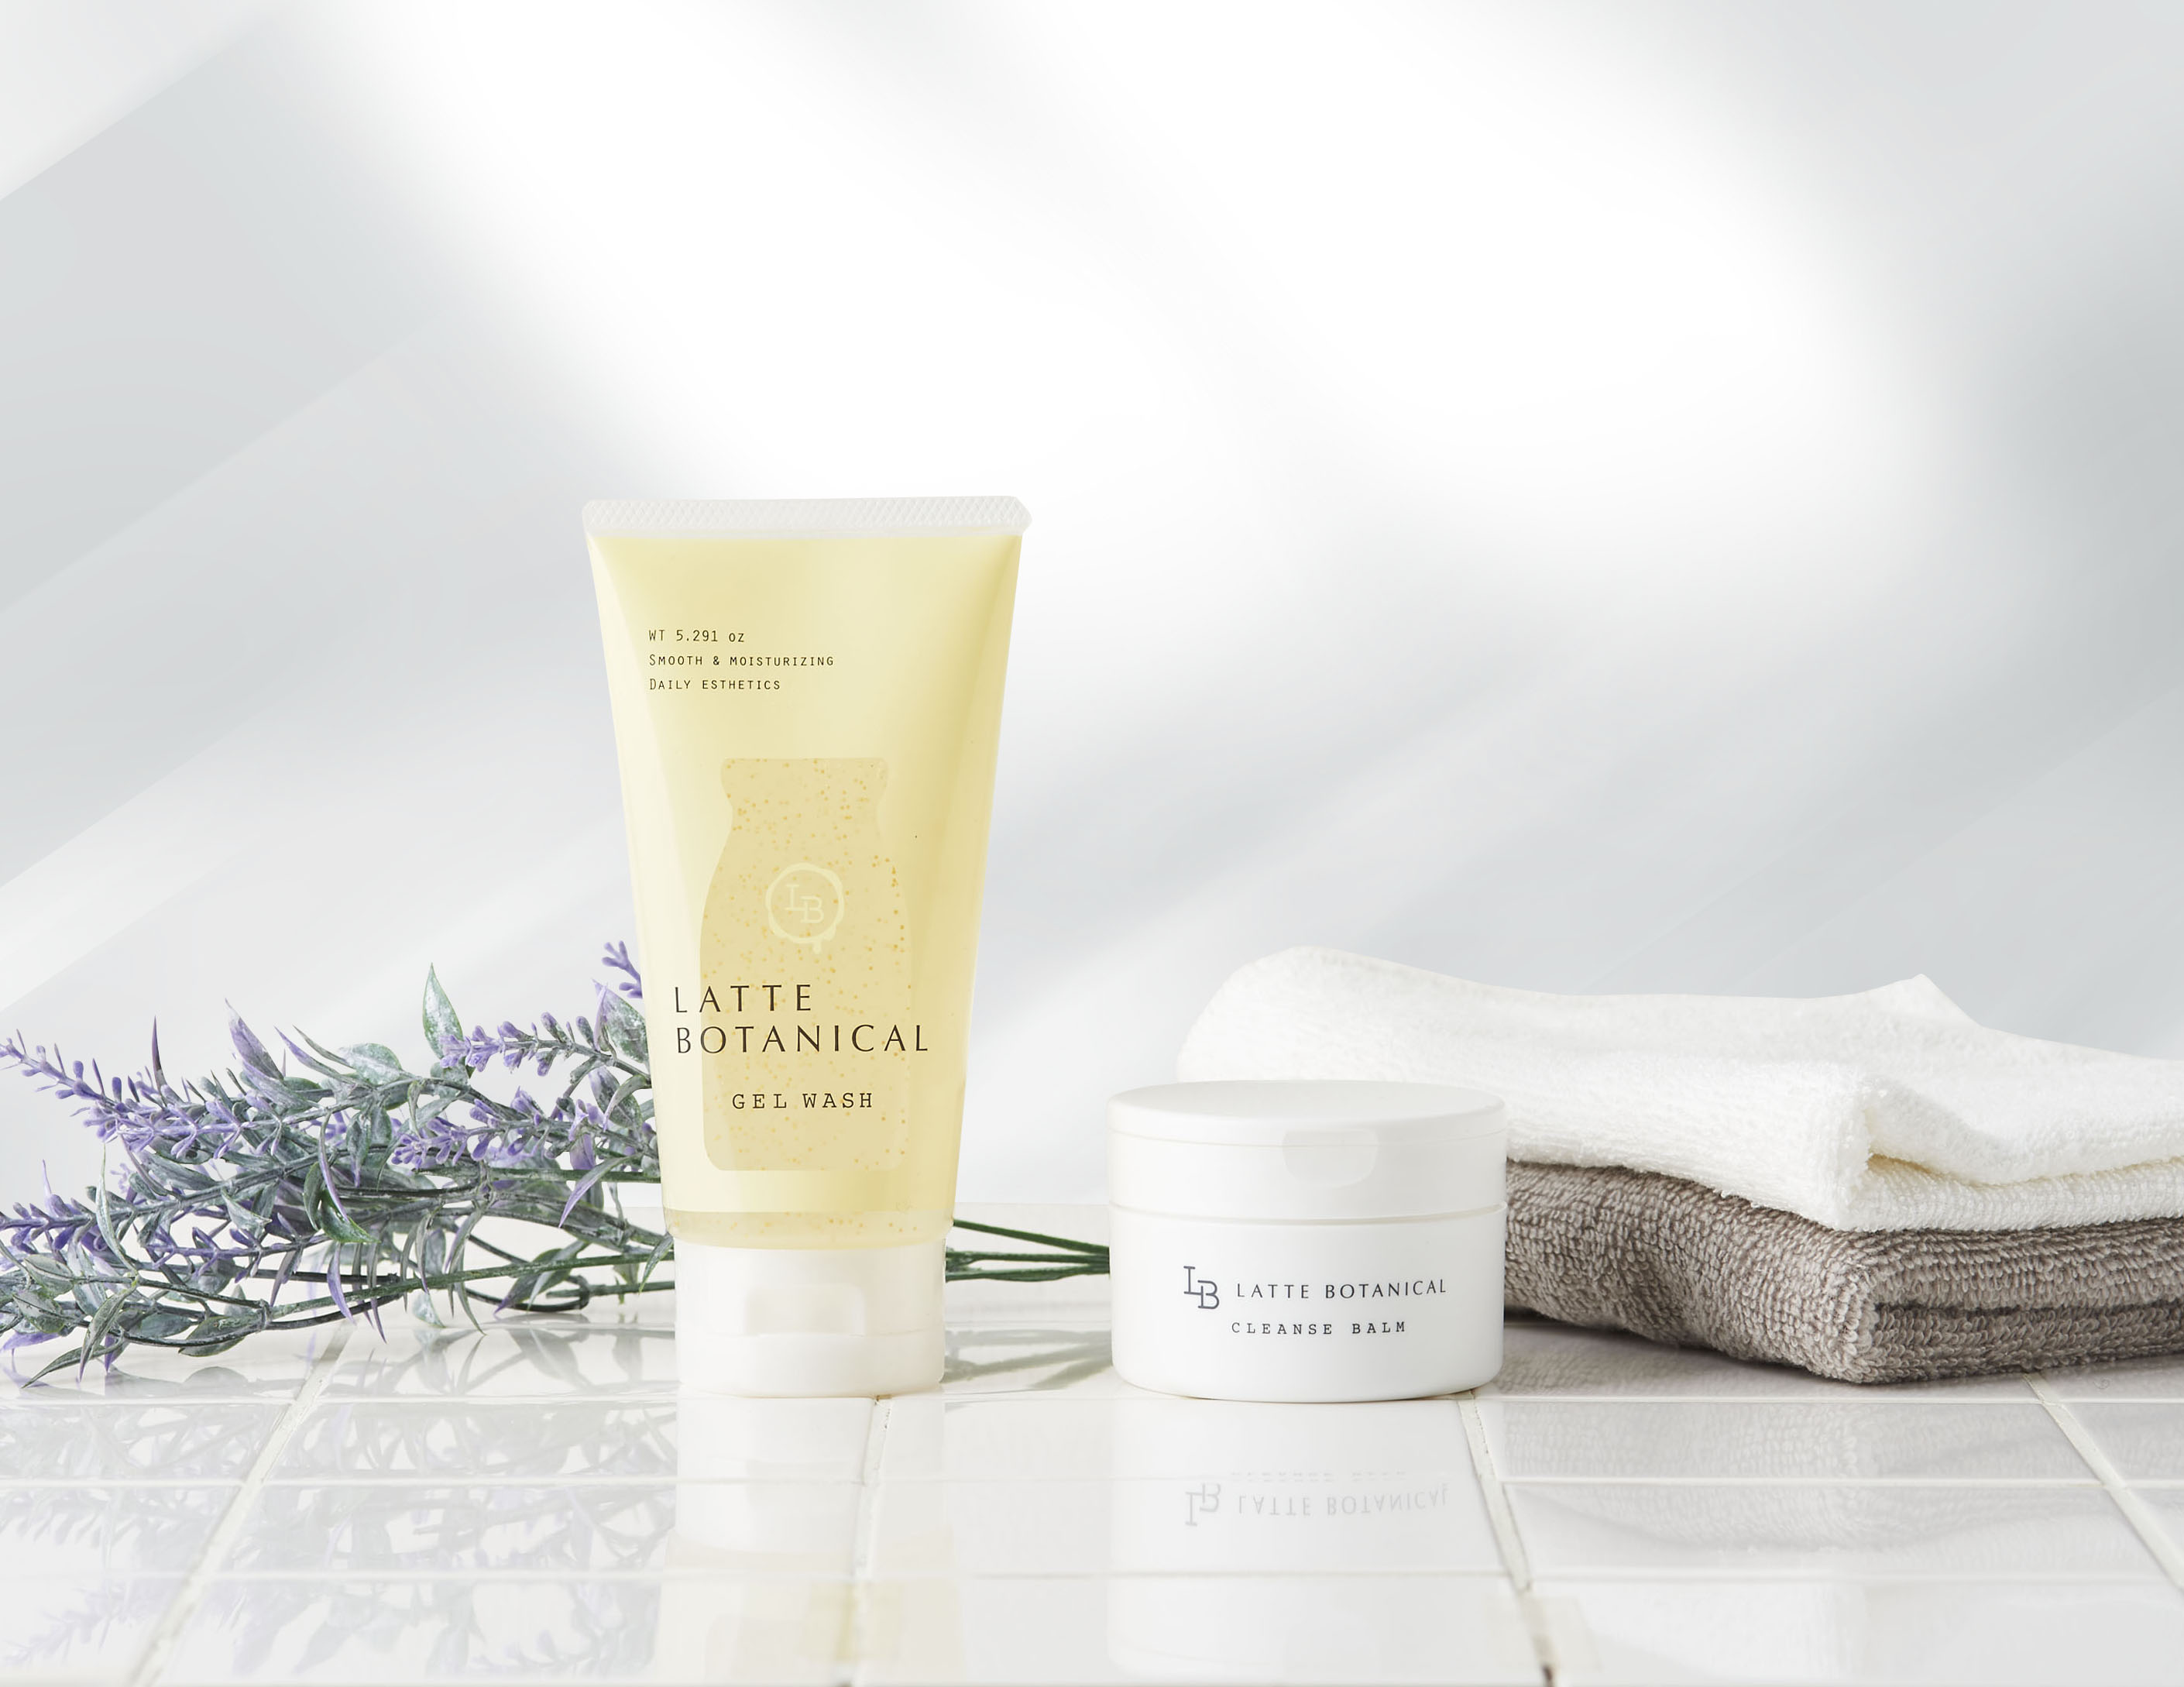 WT 5.291 oz
SMOOTH & MOISTURIZING
DAILY ESTHETICS
LB
LATTE
BOTANICAL
GEL WASH
LB LATTE BOTANICAL
CLEANSE BALM